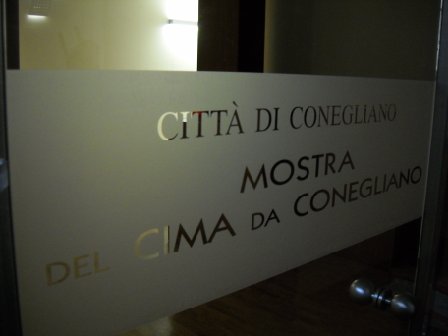 CITTÀ DI CONEGLIANO
MOSTRA
DEL CIMA DA CONEGLIANO